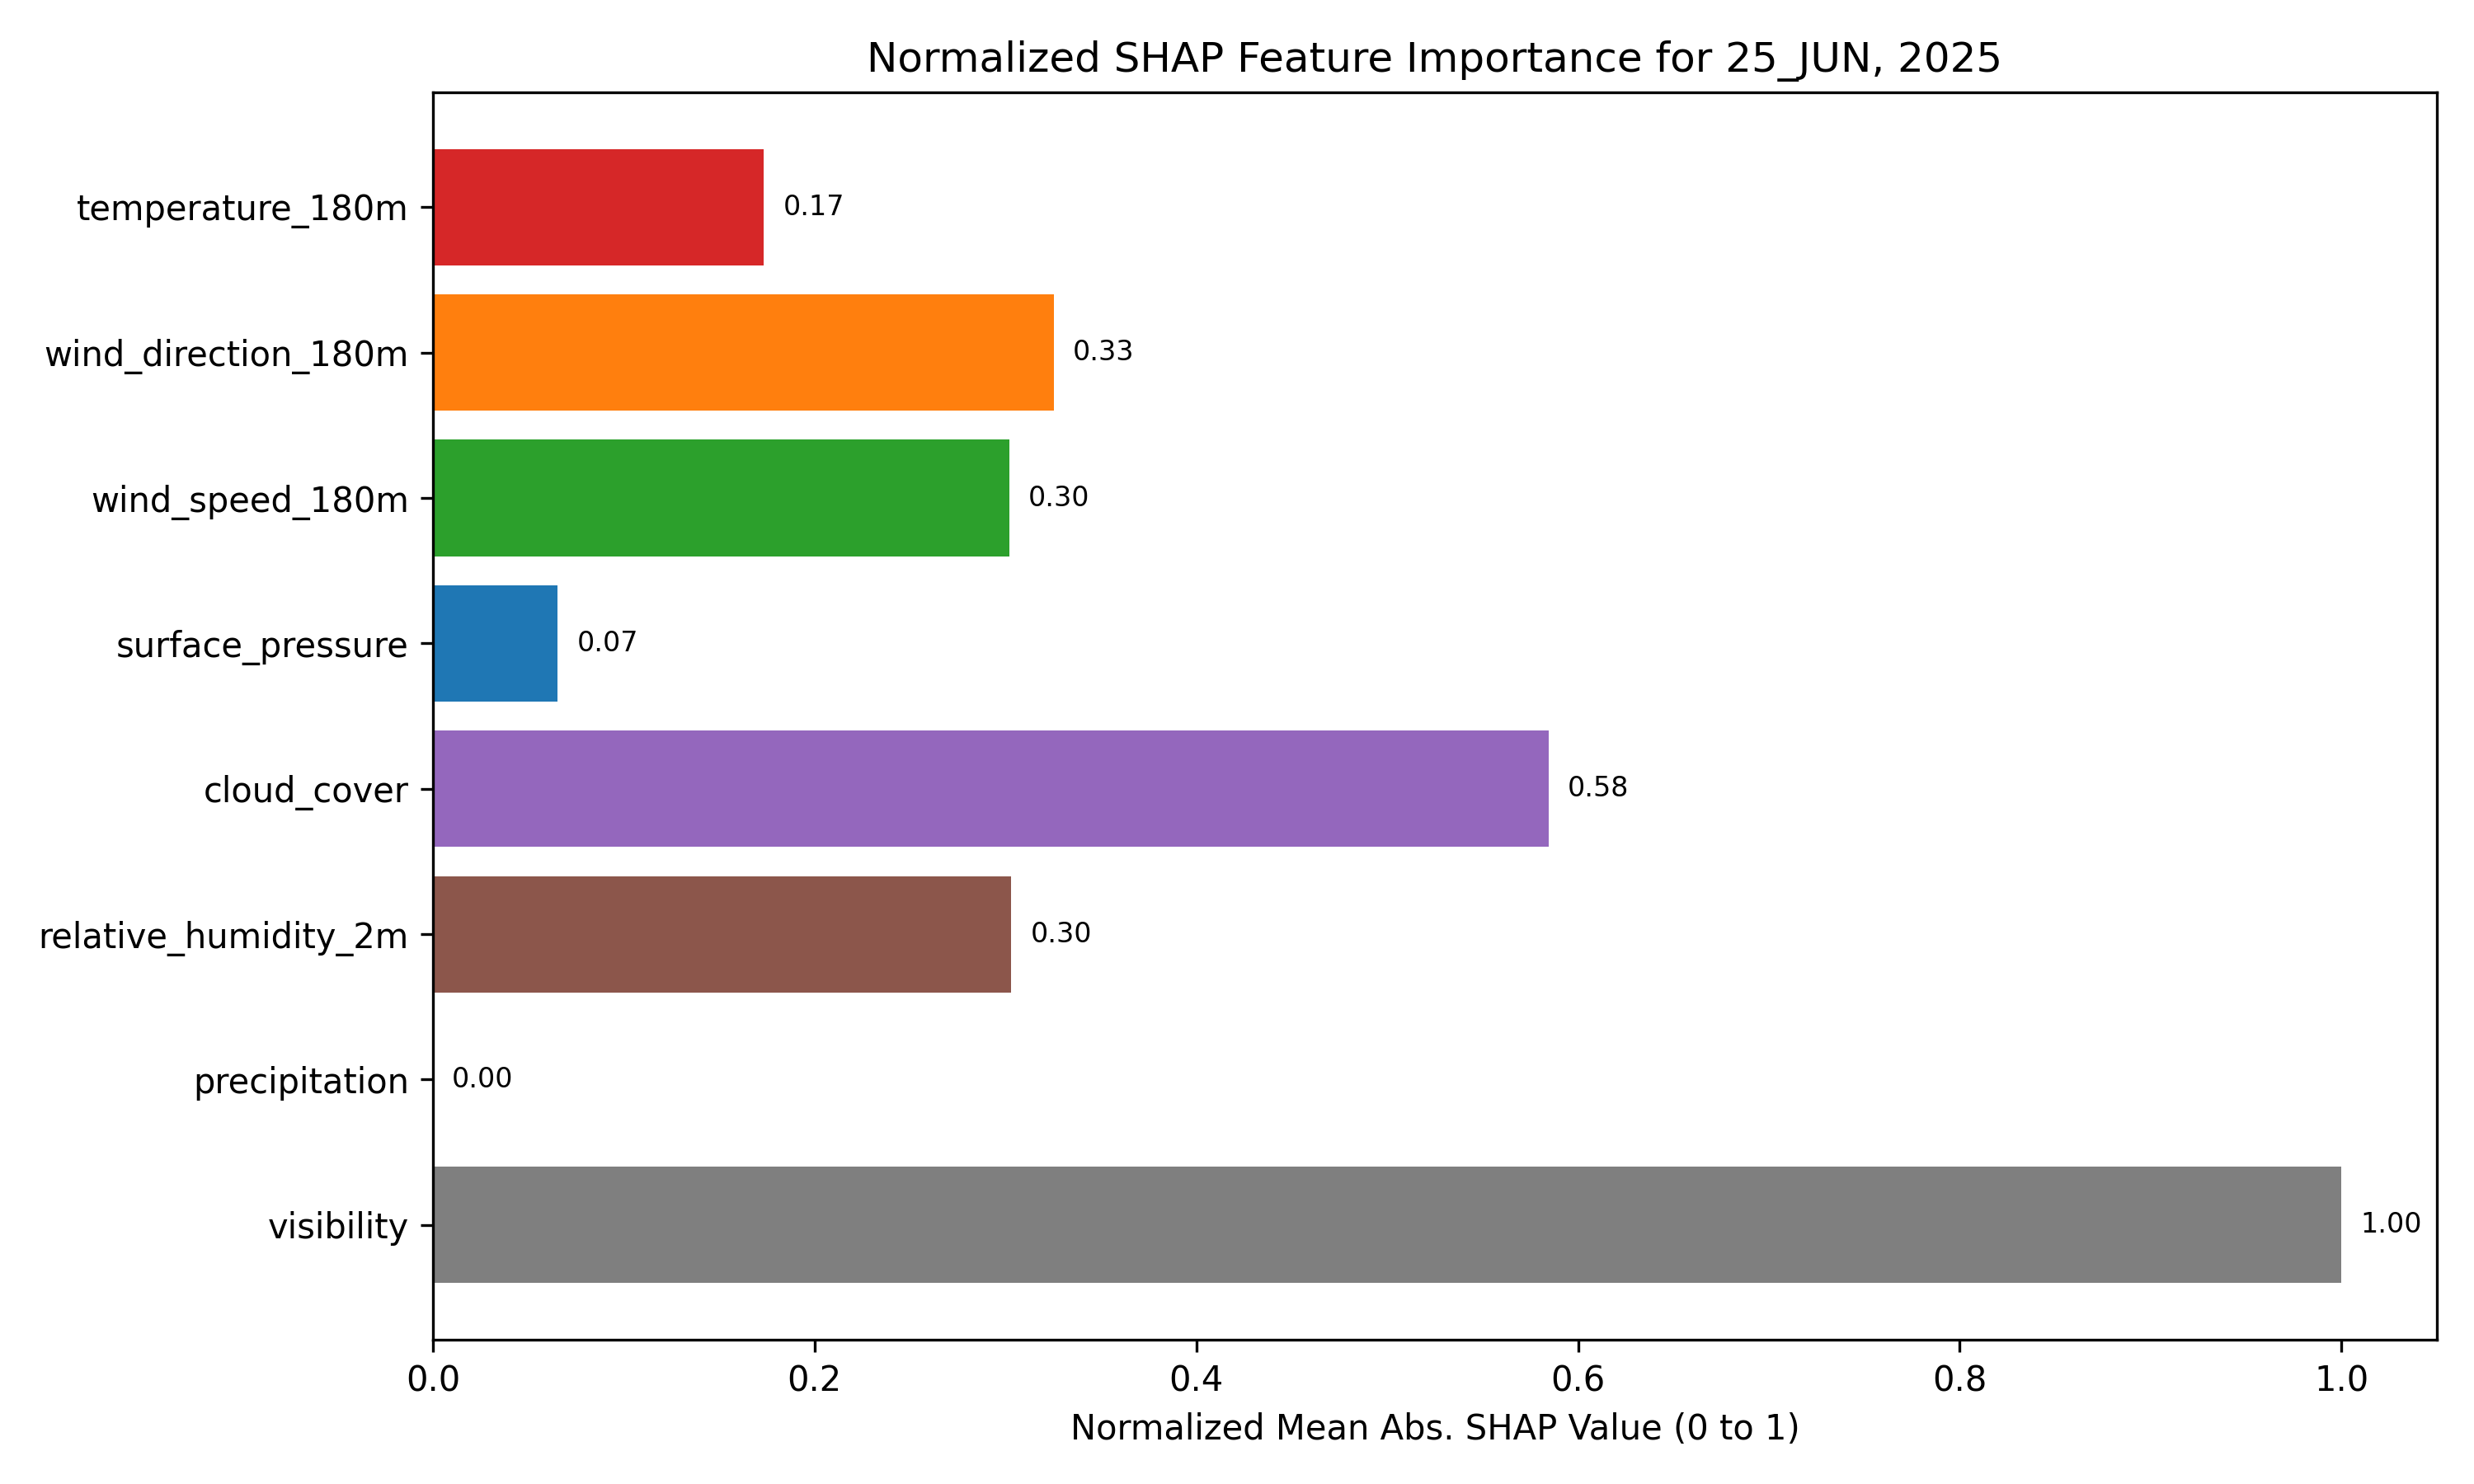 Normalized SHAP Feature Importance for 25_JUN, 2025
temperature_180m
0.17
wind_direction_180m
0.33
wind_speed_180m
0.30
surface_pressure
0.07
cloud_cover
0.58
relative_humidity_2m
0.30
precipitation
0.00
visibility
1.00
0.0 0.2 0.4 0.6 0.8 1.0
Normalized Mean Abs. SHAP Value (0 to 1)